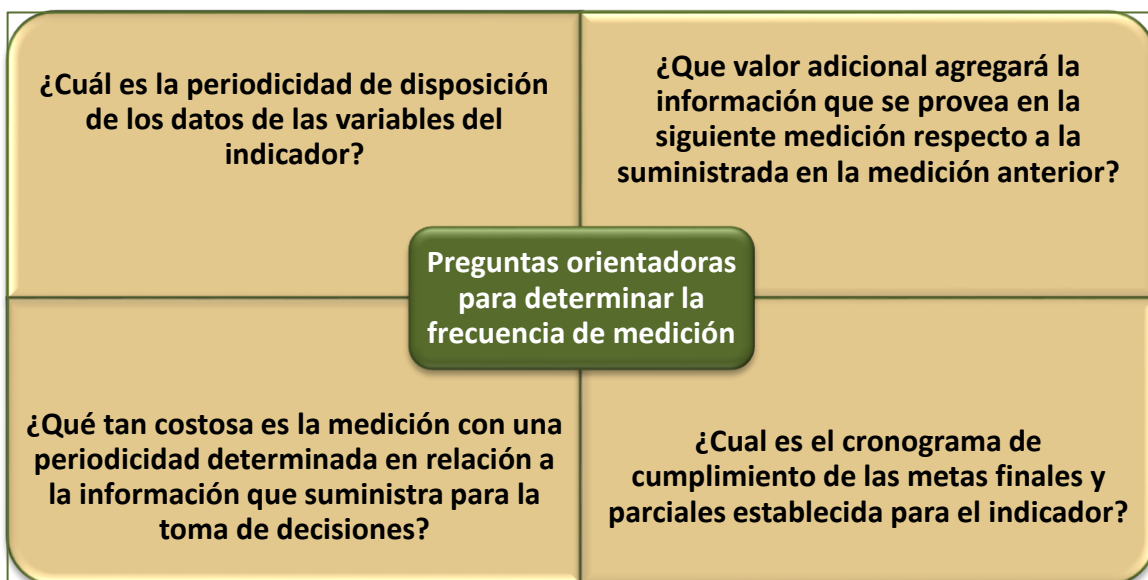 ¿Cuál es la periodicidad de disposición
de los datos de las variables del
indicador?
¿Que valor adicional agregará la
información que se provea en la
siguiente medición respecto a la
suministrada en la medición anterior?
Preguntas orientadoras
para determinar la
frecuencia de medición
¿Qué tan costosa es la medición con una
periodicidad determinada en relación a
la información que suministra para la
toma de decisiones?
¿Cual es el cronograma de
cumplimiento de las metas finales y
parciales establecida para el indicador?